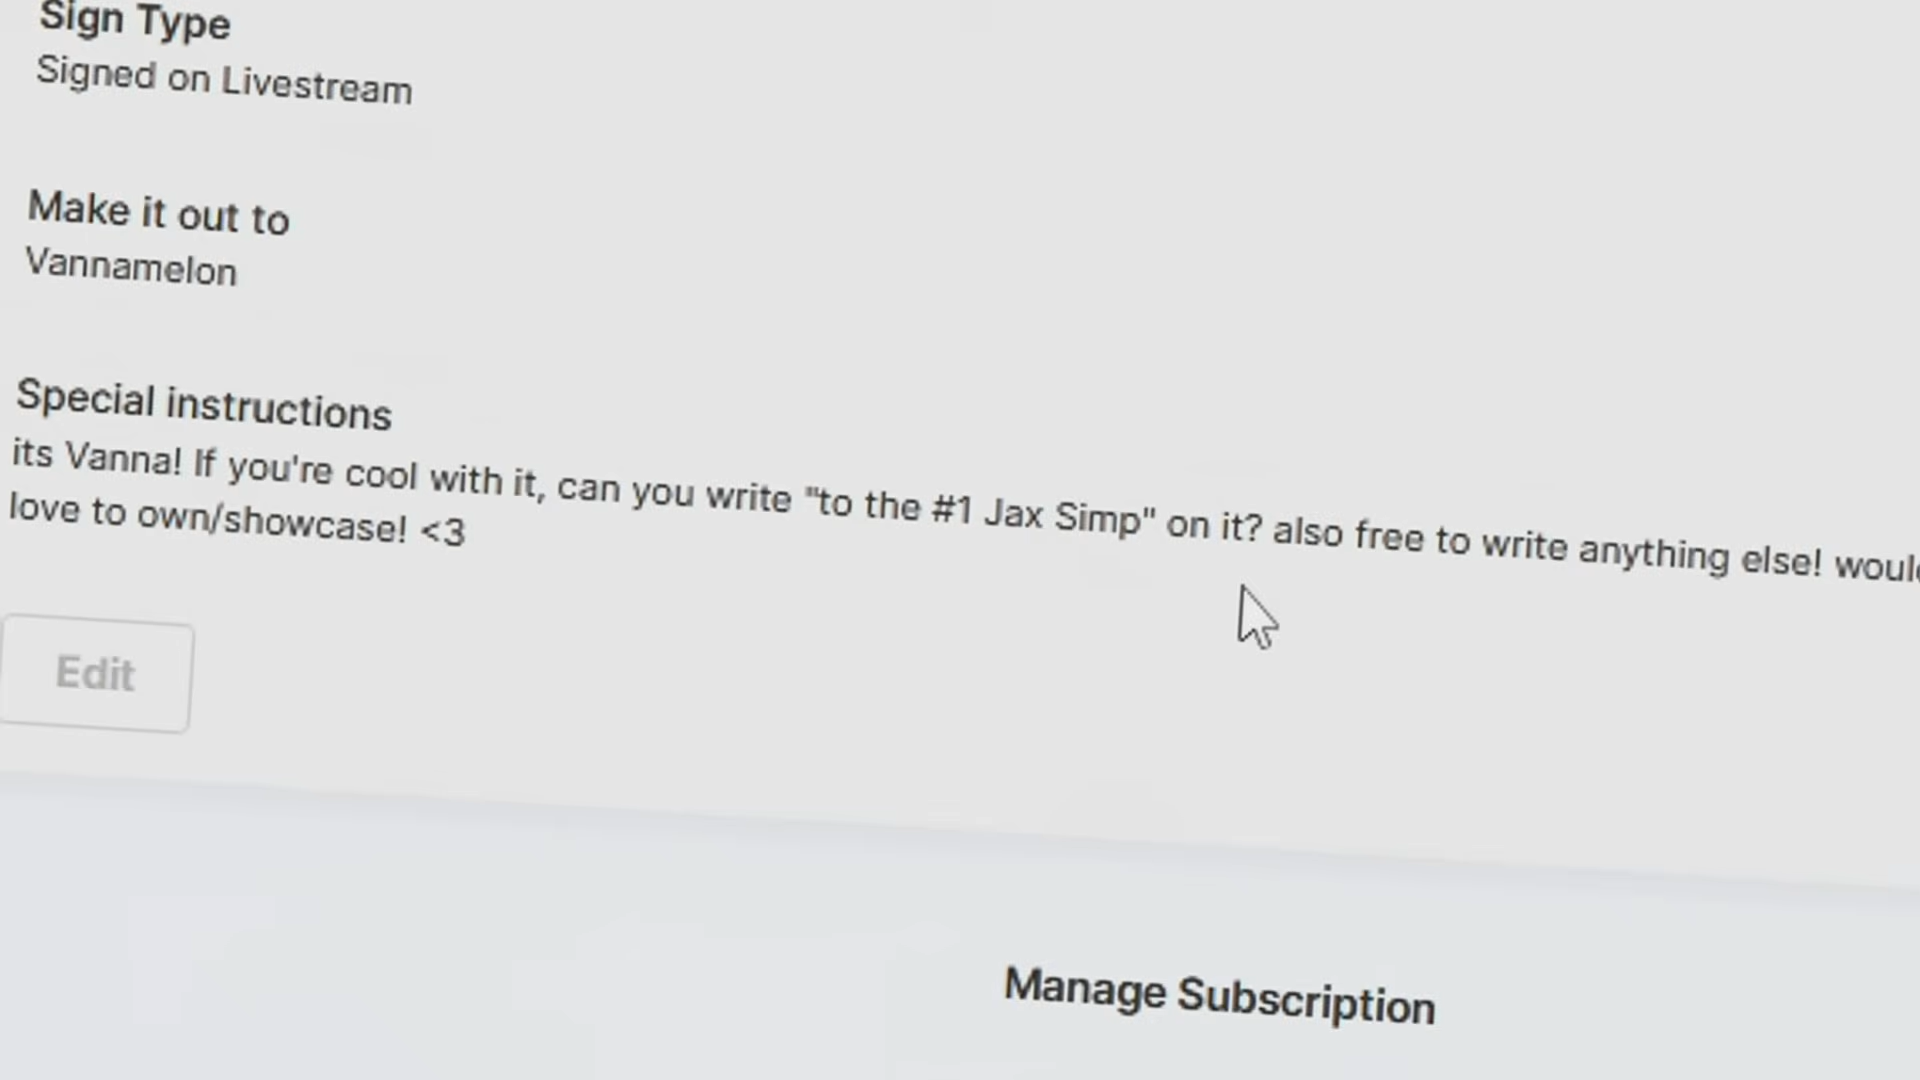 Sign Type
Signed on Livestream
Make it out to
Vannamelon
Special instructions
its Vanna! If you're cool with it, can you write "to the #1 Jax Simp" on it? also free to write anything else!
love to own/showcase! <3
Edit
Manage Subscription